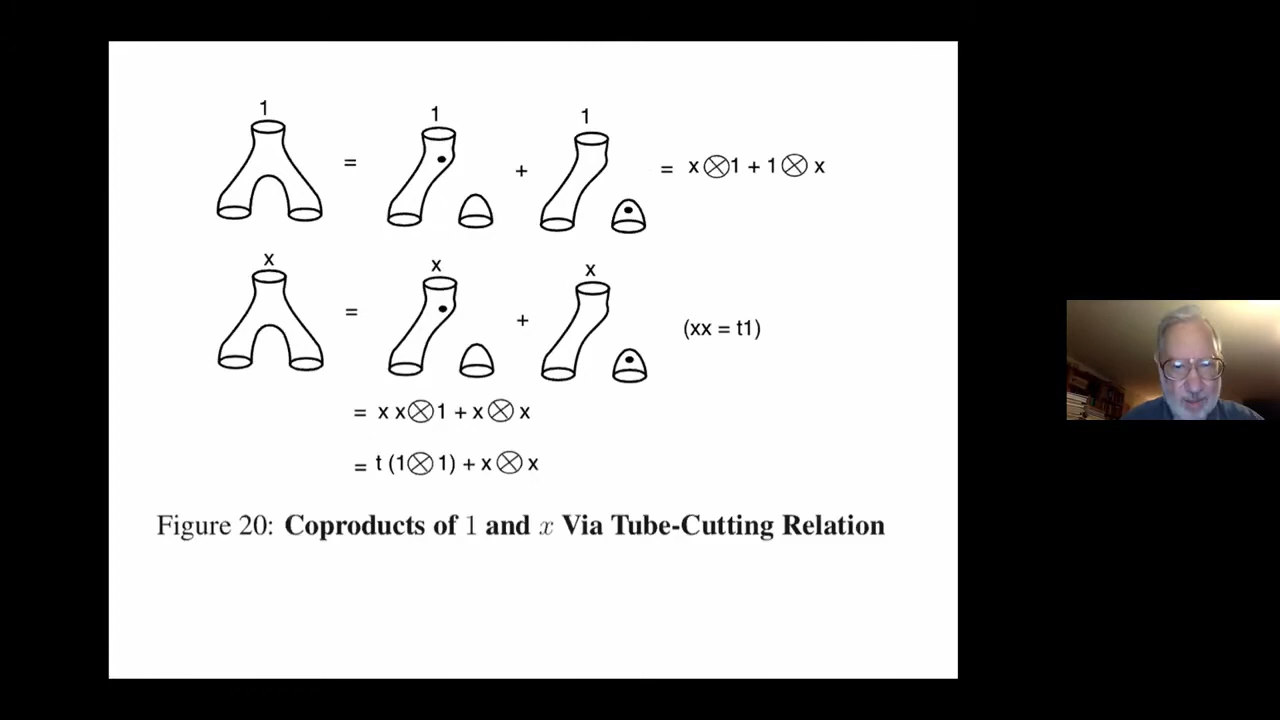 1 1 1
= + = x⊗1 + 1⊗x
x x x
= + (xx = t1)
= x x⊗1 + x⊗x
= t (1⊗1) + x⊗x
Figure 20: Coproducts of 1 and x Via Tube-Cutting Relation